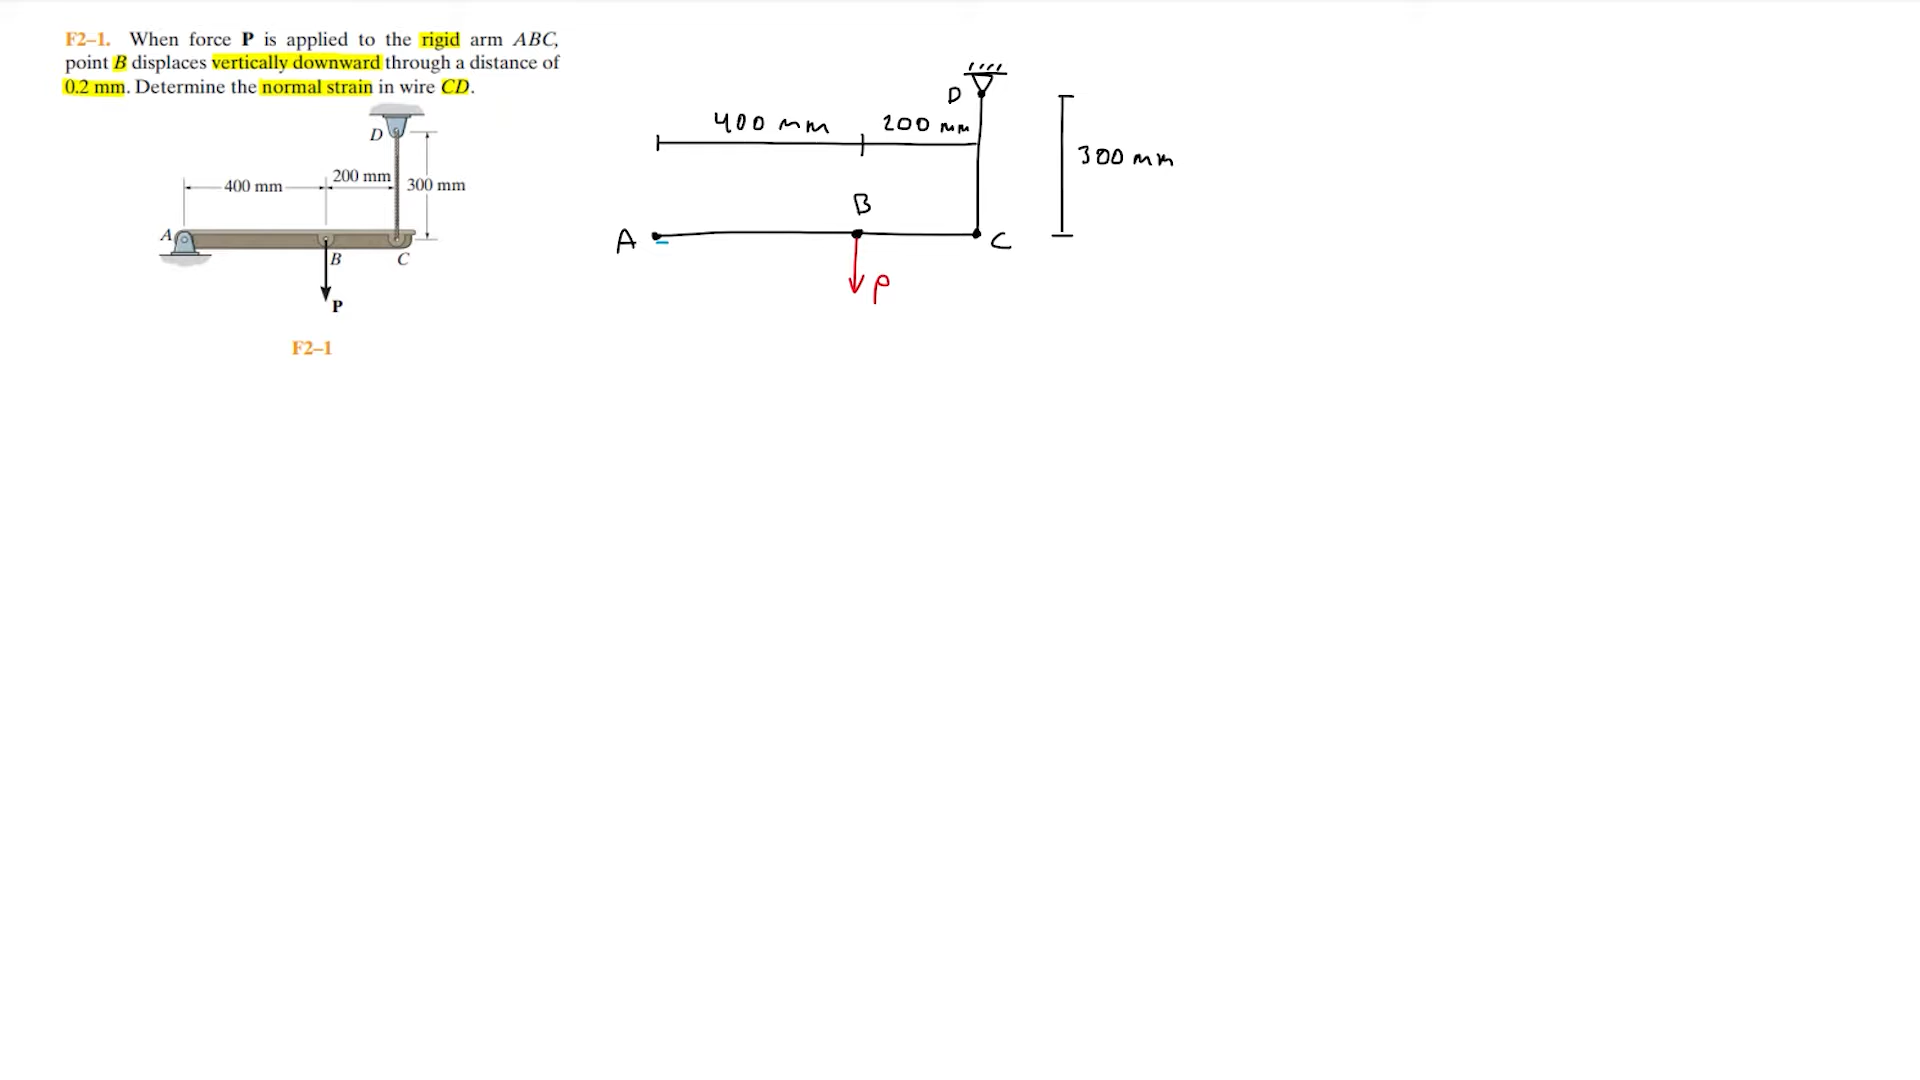 F2–1. When force P is applied to the rigid arm ABC,
point B displaces vertically downward through a distance of
0.2 mm. Determine the normal strain in wire CD.
D
400 mm
200 mm
300 mm
A
B
C
P
F2–1
D
400 mm
200 mm
300 mm
B
A
C
P